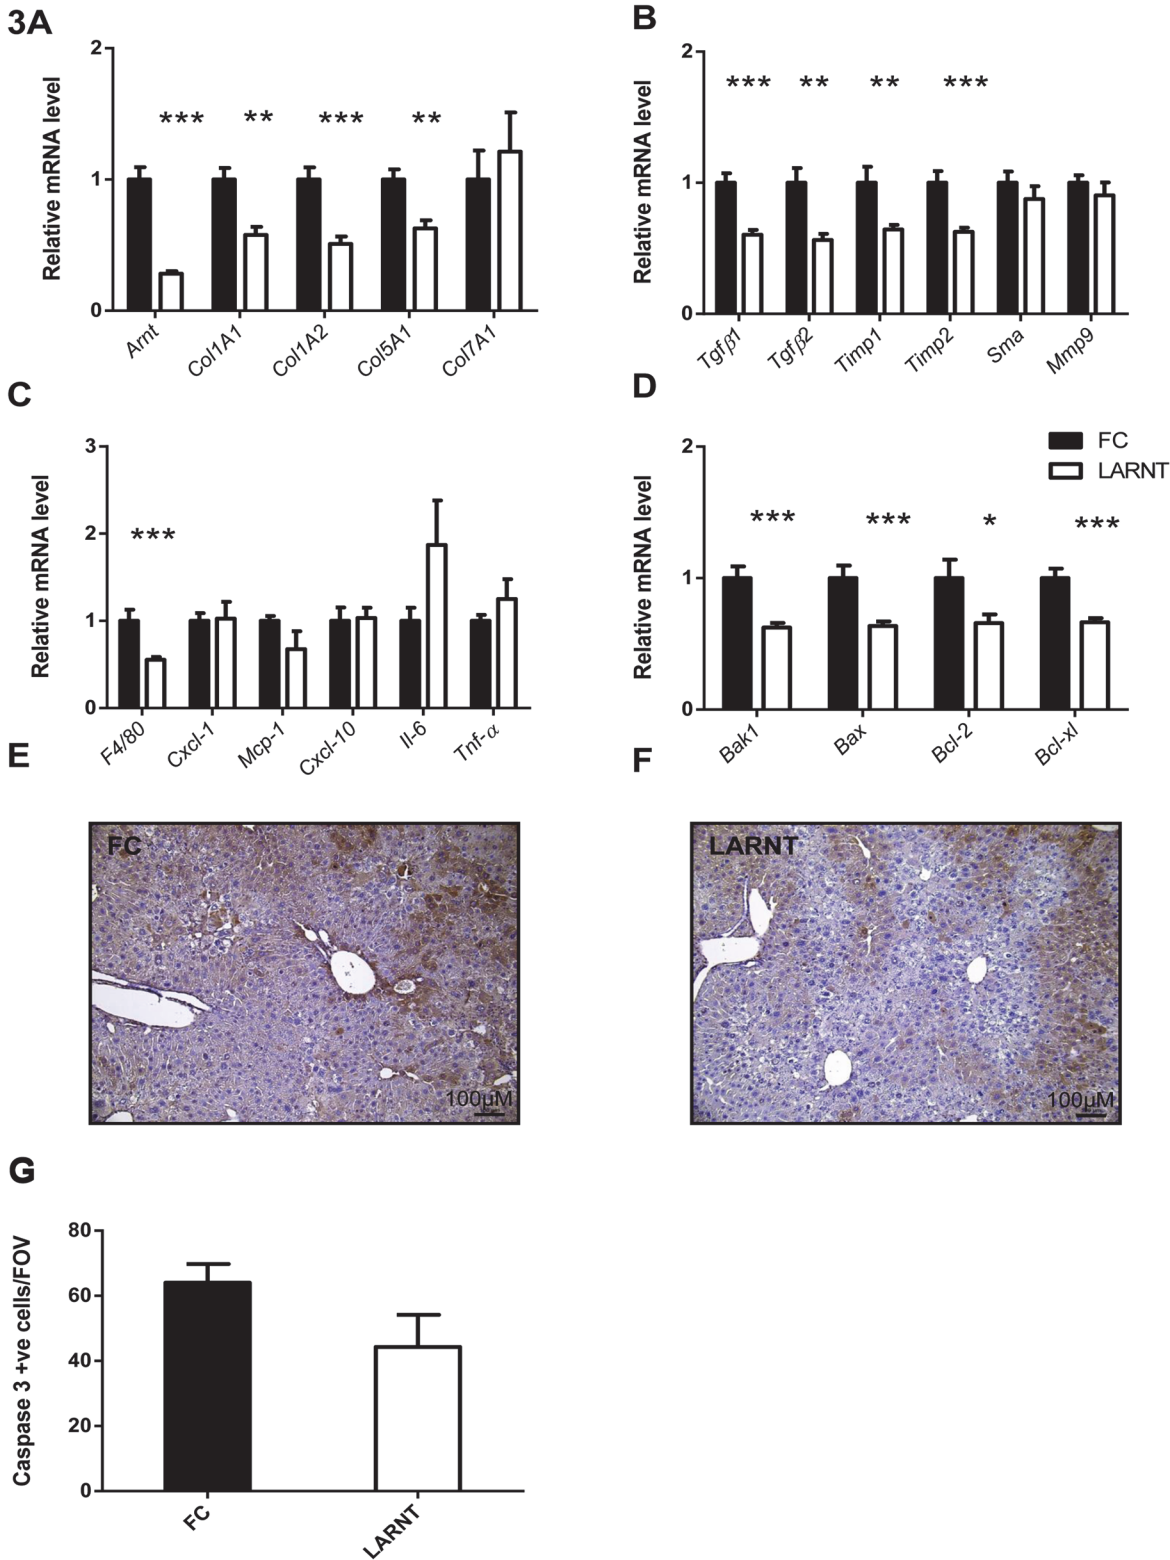 3A
2
1
0
Relative mRNA level
***
**
***
**
Arnt
Col1A1
Col1A2
Col5A1
Col7A1
B
2
1
0
Relative mRNA level
***
**
**
***
Tgfβ1
Tgfβ2
Timp1
Timp2
Sma
Mmp9
C
3
2
1
0
Relative mRNA level
***
F4/80
Cxcl-1
Mcp-1
Cxcl-10
Il-6
Tnf-α
D
2
1
0
Relative mRNA level
FC
LARNT
***
***
*
***
Bak1
Bax
Bcl-2
Bcl-xl
E
FC
100µM
F
LARNT
100µM
G
80
60
40
20
0
Caspase 3 +ve cells/FOV
FC
LARNT